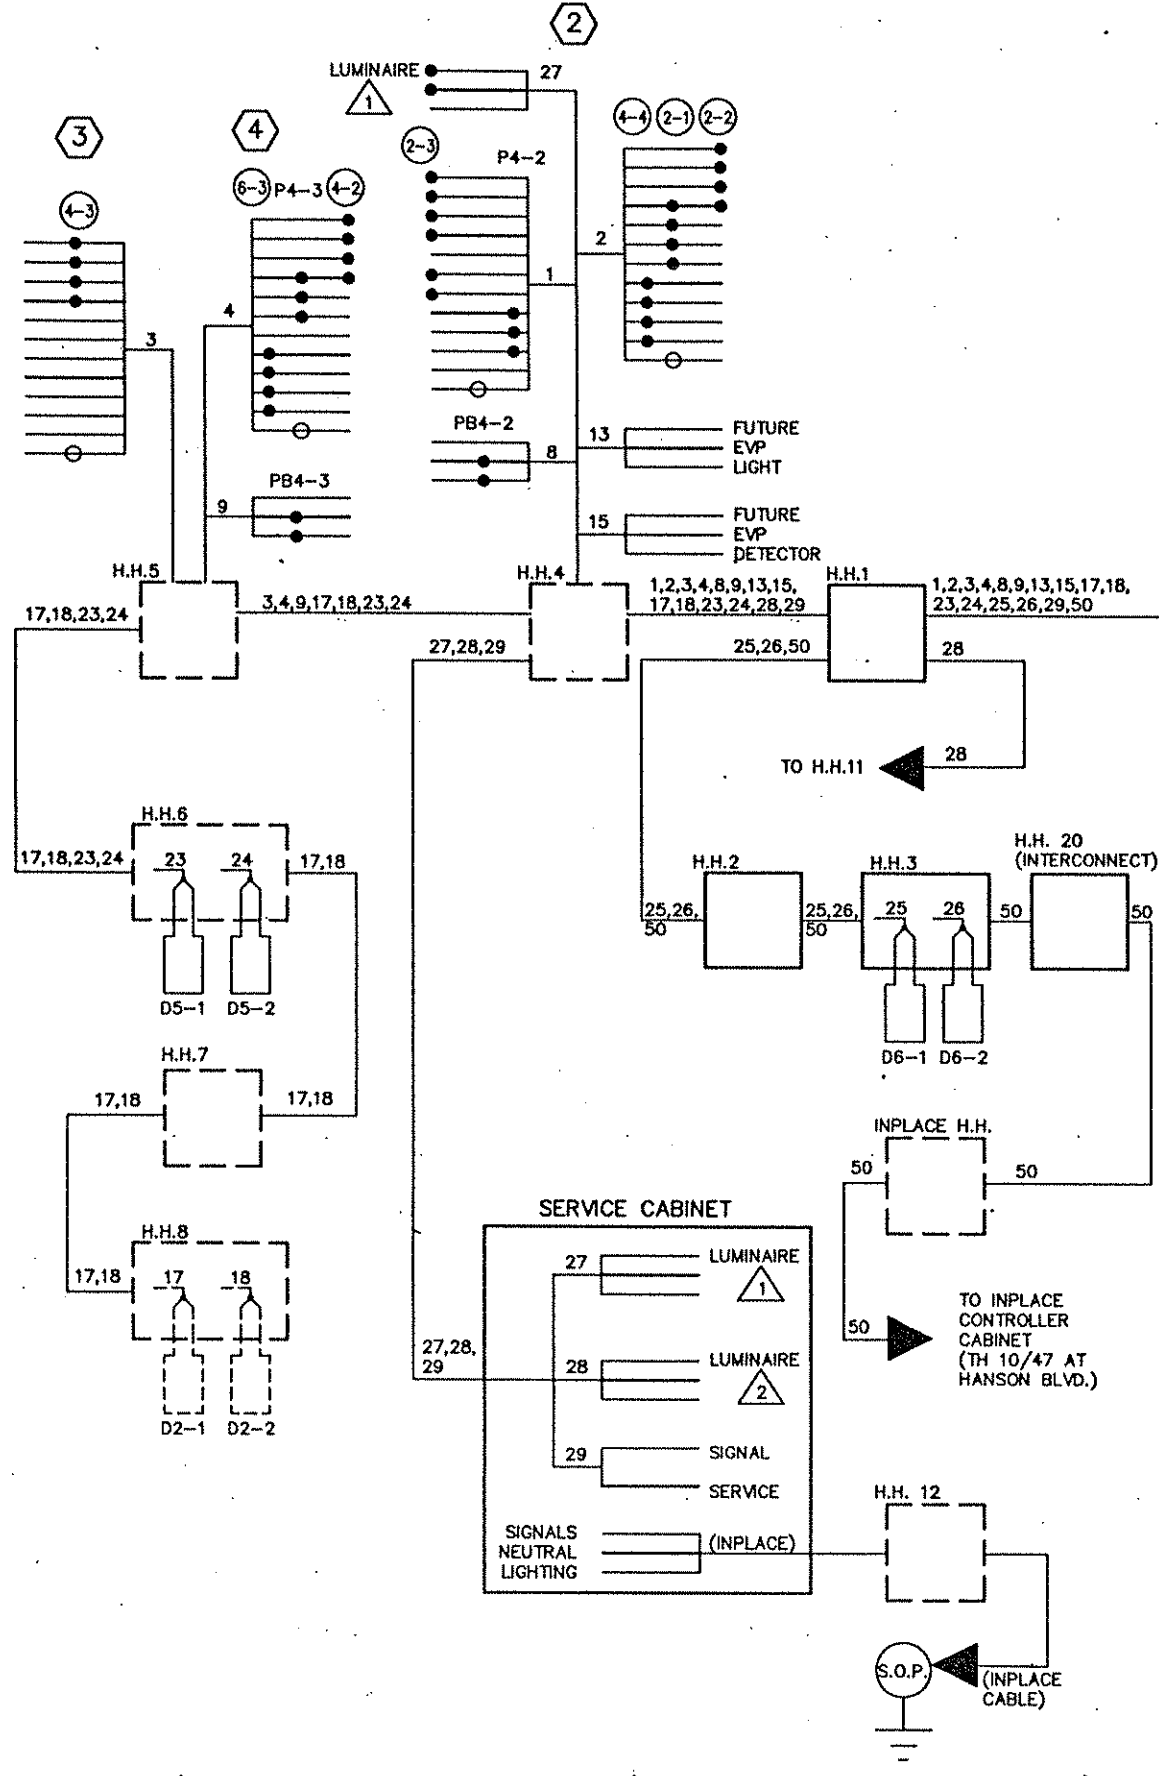 2
LUMINAIRE
1
27
3
4
4-4
2-1
2-2
2-3
P4-2
6-3
P4-3
4-2
4-3
2
1
4
3
PB4-2
8
13
FUTURE
EVP
LIGHT
PB4-3
9
15
FUTURE
EVP
DETECTOR
H.H.5
H.H.4
H.H.1
17,18,23,24
3,4,9,17,18,23,24
1,2,3,4,8,9,13,15,
17,18,23,24,28,29
1,2,3,4,8,9,13,15,17,18,
23,24,25,26,29,50
27,28,29
25,26,50
28
TO H.H.11
28
H.H.6
17,18,23,24
23
24
17,18
D5-1
D5-2
H.H.2
H.H.3
H.H. 20
(INTERCONNECT)
25,26,
50
25,26,
50
25
26
50
50
D6-1
D6-2
H.H.7
17,18
17,18
INPLACE H.H.
50
50
H.H.8
17,18
17
18
D2-1
D2-2
SERVICE CABINET
27
LUMINAIRE
1
27,28,
29
28
LUMINAIRE
2
29
SIGNAL
SERVICE
SIGNALS
NEUTRAL
LIGHTING
(INPLACE)
50
TO INPLACE
CONTROLLER
CABINET
(TH 10/47 AT
HANSON BLVD.)
H.H. 12
S.O.P.
(INPLACE
CABLE)